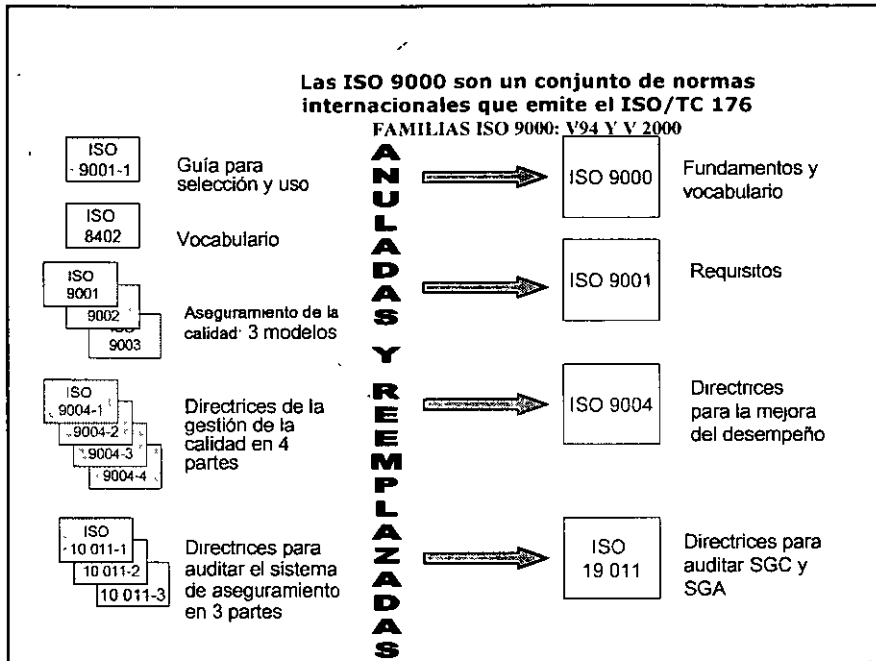 Las ISO 9000 son un conjunto de normas
internacionales que emite el ISO/TC 176
FAMILIAS ISO 9000: V94 Y V 2000
ISO
9001-1
Guía para
selección y uso
ISO
8402
Vocabulario
ISO
9001
9002
ISO
9003
Aseguramiento de la
calidad: 3 modelos
ISO
9004-1
9004-2
9004-3
9004-4
Directrices de la
gestión de la
calidad en 4
partes
ISO
10 011-1
10 011-2
10 011-3
Directrices para
auditar el sistema
de aseguramiento
en 3 partes
ANULADAS Y REEMPLAZADAS
ISO 9000
Fundamentos y
vocabulario
ISO 9001
Requisitos
ISO 9004
Directrices
para la mejora
del desempeño
ISO
19 011
Directrices para
auditar SGC y
SGA